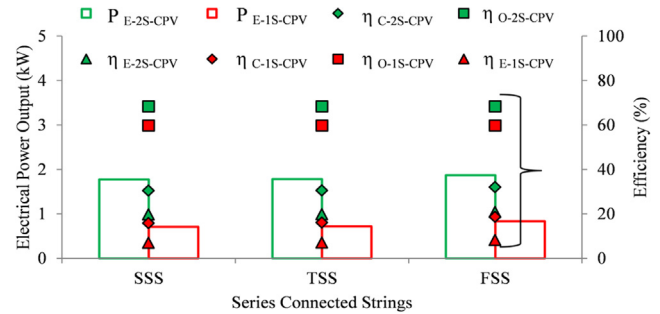 P E-2S-CPV P E-1S-CPV η C-2S-CPV η O-2S-CPV
η E-2S-CPV η C-1S-CPV η O-1S-CPV η E-1S-CPV
Electrical Power Output (kW)
5
4
3
2
1
0
100
80
60
40
20
0
Efficiency (%)
SSS TSS FSS
Series Connected Strings